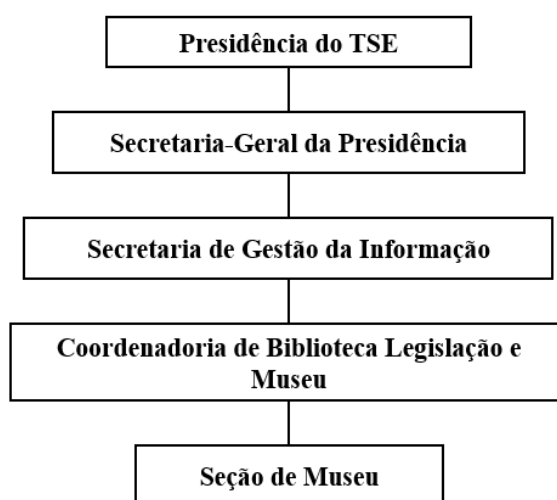 Presidência do TSE
Secretaria-Geral da Presidência
Secretaria de Gestão da Informação
Coordenadoria de Biblioteca Legislação e
Museu
Seção de Museu